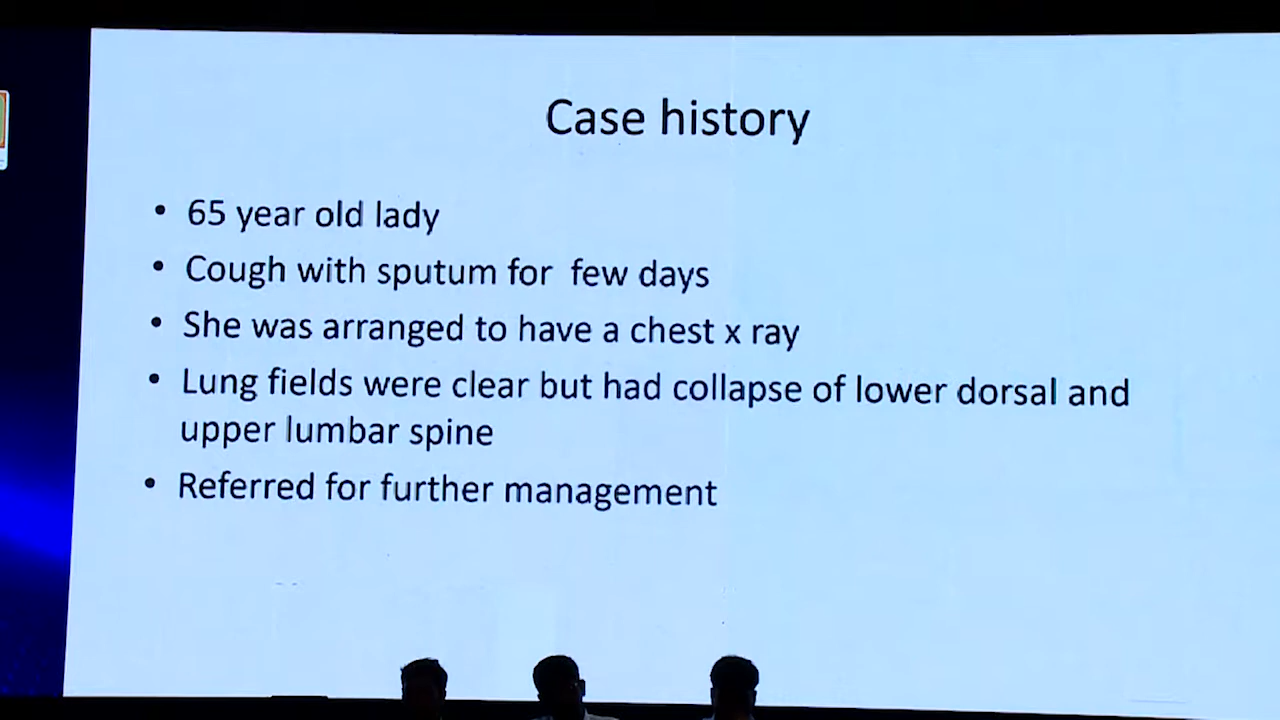 Case history
• 65 year old lady
• Cough with sputum for few days
• She was arranged to have a chest x ray
• Lung fields were clear but had collapse of lower dorsal and
upper lumbar spine
• Referred for further management